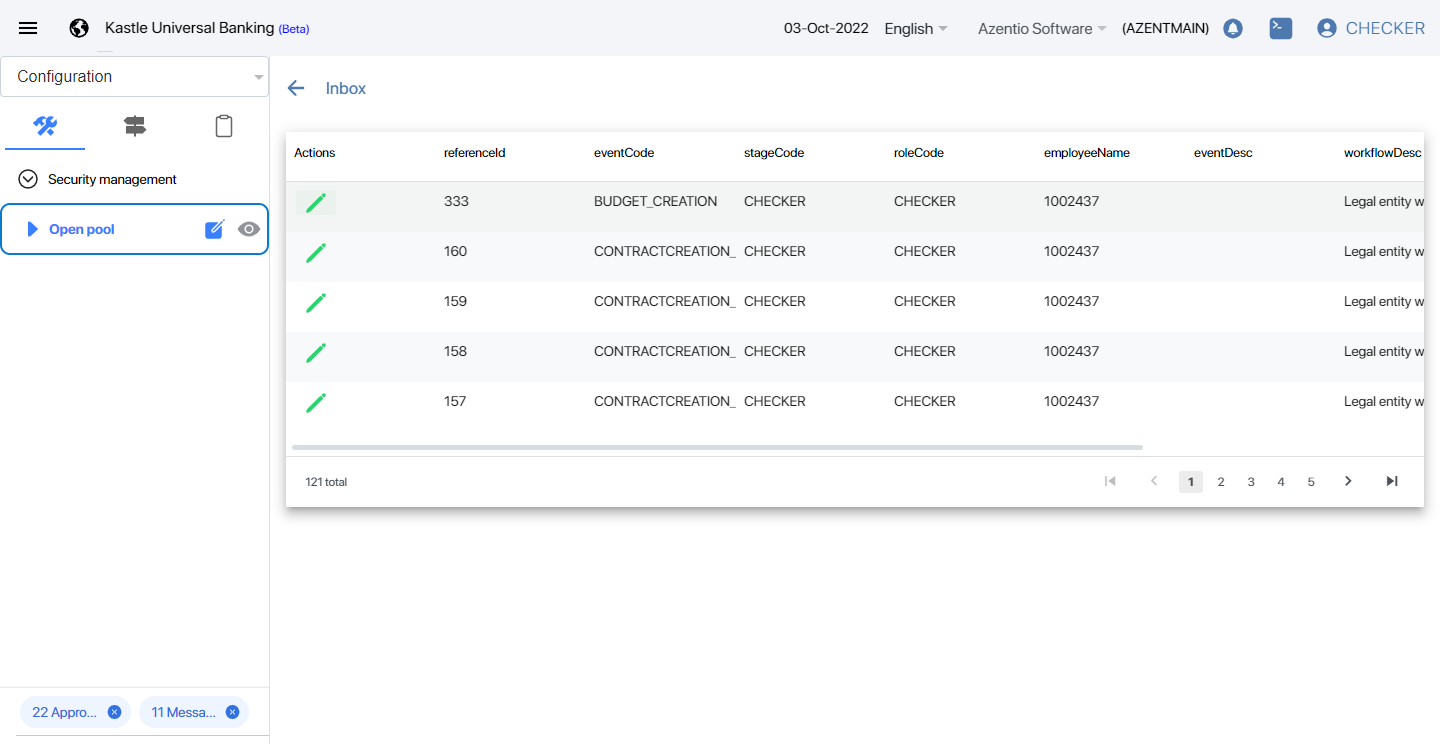 Kastle Universal Banking (Beta)
03-Oct-2022 English Azentio Software (AZENTMAIN) CHECKER
Configuration
Security management
Open pool
22 Appro... 11 Messa...
Inbox
Actions referenceId eventCode stageCode roleCode employeeName eventDesc workflowDesc
333 BUDGET_CREATION CHECKER CHECKER 1002437 Legal entity w
160 CONTRACTCREATION_ CHECKER CHECKER 1002437 Legal entity w
159 CONTRACTCREATION_ CHECKER CHECKER 1002437 Legal entity w
158 CONTRACTCREATION_ CHECKER CHECKER 1002437 Legal entity w
157 CONTRACTCREATION_ CHECKER CHECKER 1002437 Legal entity w
121 total 1 2 3 4 5